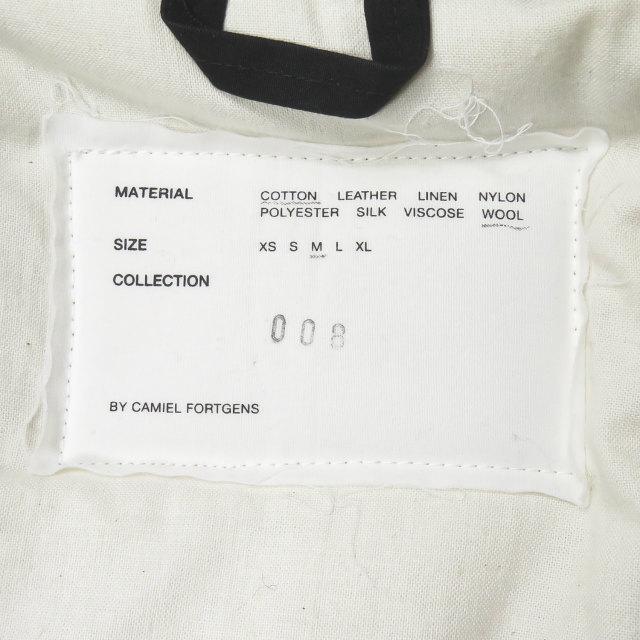 MATERIAL COTTON LEATHER LINEN NYLON
POLYESTER SILK VISCOSE WOOL
SIZE XS S M L XL
COLLECTION
008
BY CAMIEL FORTGENS